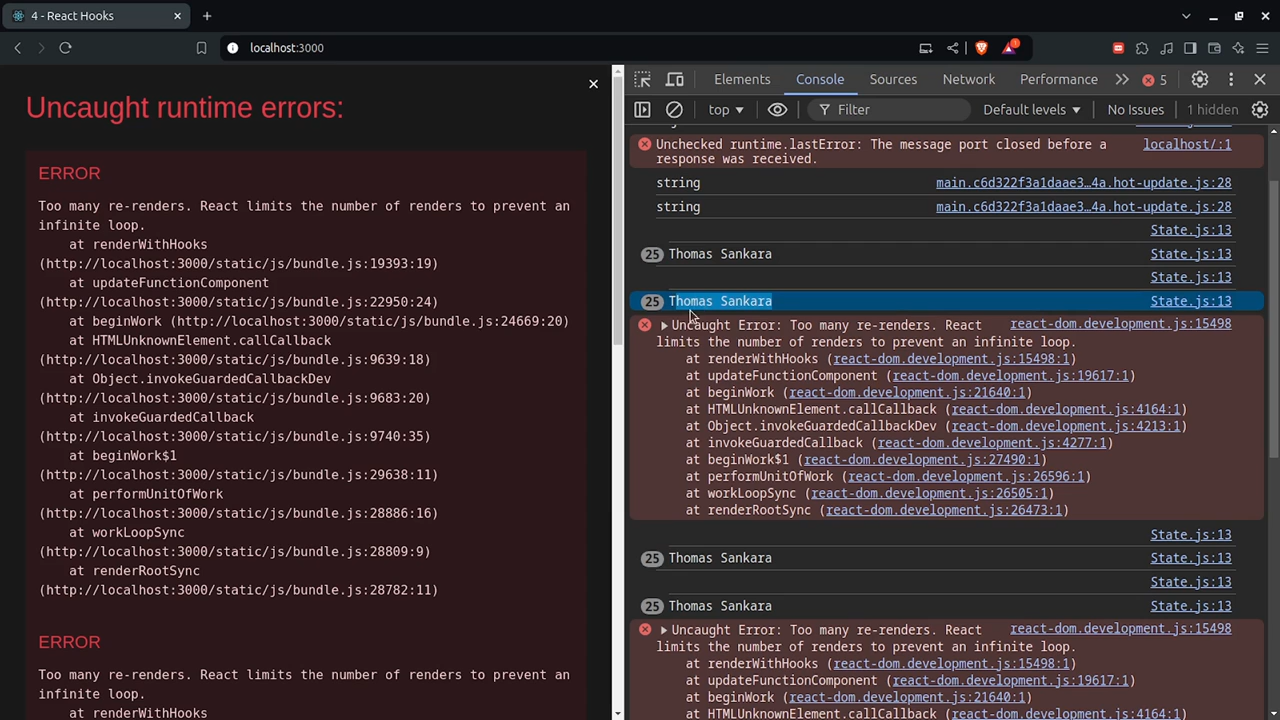 4 - React Hooks
localhost:3000
1
Uncaught runtime errors:
ERROR
Too many re-renders. React limits the number of renders to prevent an
infinite loop.
at renderWithHooks
(http://localhost:3000/static/js/bundle.js:19393:19)
at updateFunctionComponent
(http://localhost:3000/static/js/bundle.js:22950:24)
at beginWork (http://localhost:3000/static/js/bundle.js:24669:20)
at HTMLUnknownElement.callCallback
(http://localhost:3000/static/js/bundle.js:9639:18)
at Object.invokeGuardedCallbackDev
(http://localhost:3000/static/js/bundle.js:9683:20)
at invokeGuardedCallback
(http://localhost:3000/static/js/bundle.js:9740:35)
at beginWork$1
(http://localhost:3000/static/js/bundle.js:29638:11)
at performUnitOfWork
(http://localhost:3000/static/js/bundle.js:28886:16)
at workLoopSync
(http://localhost:3000/static/js/bundle.js:28809:9)
at renderRootSync
(http://localhost:3000/static/js/bundle.js:28782:11)
ERROR
Too many re-renders. React limits the number of renders to prevent an
infinite loop.
at renderWithHooks
Elements Console Sources Network Performance 5
top Filter Default levels No Issues 1 hidden
Unchecked runtime.lastError: The message port closed before a localhost/:1
response was received.
string main.c6d322f3a1daae3…4a.hot-update.js:28
string main.c6d322f3a1daae3…4a.hot-update.js:28
State.js:13
25 Thomas Sankara State.js:13
State.js:13
25 Thomas Sankara State.js:13
Uncaught Error: Too many re-renders. React react-dom.development.js:15498
limits the number of renders to prevent an infinite loop.
at renderWithHooks (react-dom.development.js:15498:1)
at updateFunctionComponent (react-dom.development.js:19617:1)
at beginWork (react-dom.development.js:21640:1)
at HTMLUnknownElement.callCallback (react-dom.development.js:4164:1)
at Object.invokeGuardedCallbackDev (react-dom.development.js:4213:1)
at invokeGuardedCallback (react-dom.development.js:4277:1)
at beginWork$1 (react-dom.development.js:27490:1)
at performUnitOfWork (react-dom.development.js:26596:1)
at workLoopSync (react-dom.development.js:26505:1)
at renderRootSync (react-dom.development.js:26473:1)
State.js:13
25 Thomas Sankara State.js:13
State.js:13
25 Thomas Sankara State.js:13
Uncaught Error: Too many re-renders. React react-dom.development.js:15498
limits the number of renders to prevent an infinite loop.
at renderWithHooks (react-dom.development.js:15498:1)
at updateFunctionComponent (react-dom.development.js:19617:1)
at beginWork (react-dom.development.js:21640:1)
at HTMLUnknownElement.callCallback (react-dom.development.js:4164:1)